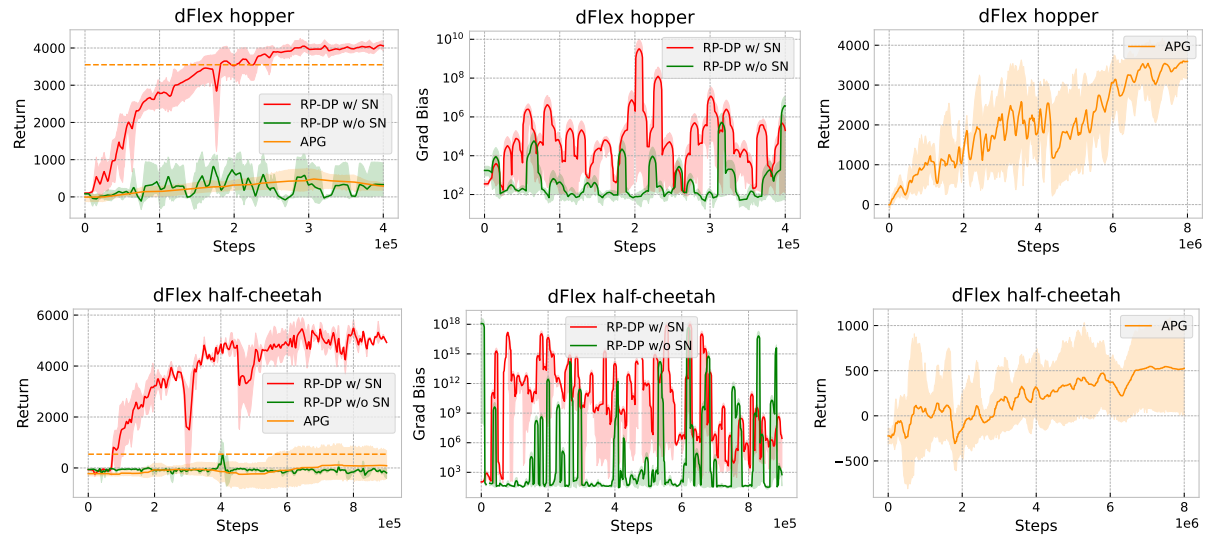 dFlex hopper
4000
3000
2000
1000
0
Return
RP-DP w/ SN
RP-DP w/o SN
APG
0
1
2
3
4
1e5
Steps
dFlex hopper
10^10
10^8
10^6
10^4
10^2
Grad Bias
RP-DP w/ SN
RP-DP w/o SN
0
1
2
3
4
1e5
Steps
dFlex hopper
4000
3000
2000
1000
0
Return
APG
0
2
4
6
8
1e6
Steps
dFlex half-cheetah
6000
4000
2000
0
Return
RP-DP w/ SN
RP-DP w/o SN
APG
0
2
4
6
8
1e5
Steps
dFlex half-cheetah
10^18
10^15
10^12
10^9
10^6
10^3
Grad Bias
RP-DP w/ SN
RP-DP w/o SN
0
2
4
6
8
1e5
Steps
dFlex half-cheetah
1000
500
0
−500
Return
APG
0
2
4
6
8
1e6
Steps